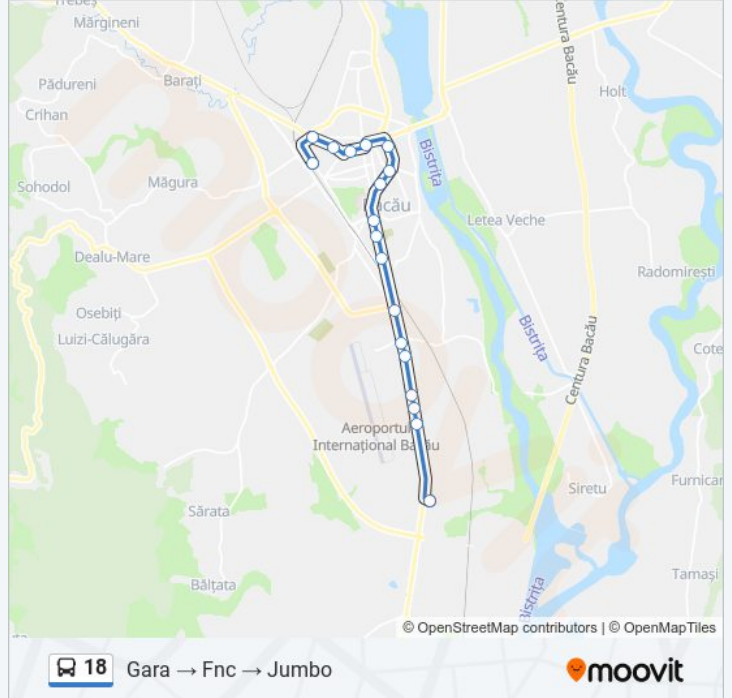 Trebeș
Mărgineni
Barați
Pădureni
Crihan
Centura Bacău
Holt
Bistrița
Sohodol
Măgura
Bacău
Letea Veche
Dealu-Mare
Radomirești
Osebiți
Luizi-Călugăra
Bistrița
Centura Bacău
Cote
Aeroportul
Internațional Bacău
Siretu
Furnicar
Sărata
Bălțata
Tamași
Bistrița
© OpenStreetMap contributors | © OpenMapTiles
18 Gara → Fnc → Jumbo
moovit